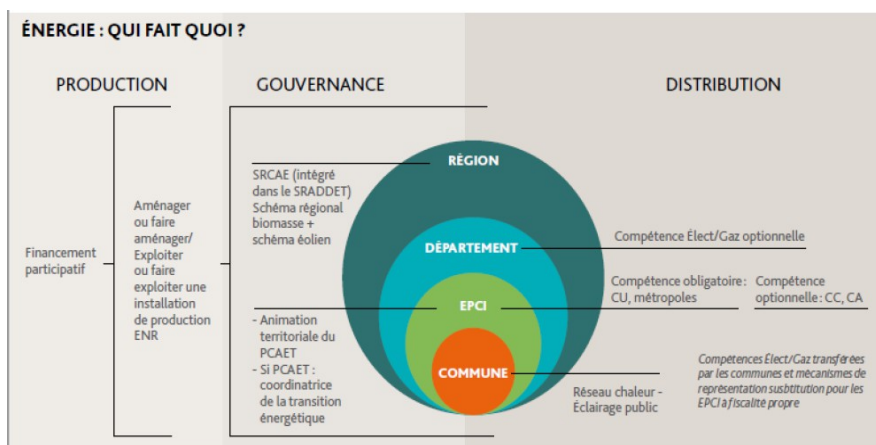 ÉNERGIE : QUI FAIT QUOI ?
PRODUCTION
GOUVERNANCE
DISTRIBUTION
Financement
participatif
Aménager
ou faire
aménager/
Exploiter
ou faire
exploiter une
installation
de production
ENR
SRCAE (intégré
dans le SRADDET)
Schéma régional
biomasse +
schéma éolien
- Animation
territoriale du
PCAET
- Si PCAET :
coordinatrice
de la transition
énergétique
RÉGION
DÉPARTEMENT
EPCI
COMMUNE
Compétence Élect/Gaz optionnelle
Compétence obligatoire :
CU, métropoles
Compétence
optionnelle : CC, CA
Réseau chaleur -
Éclairage public
Compétences Élect/Gaz transférées
par les communes et mécanismes de
représentation susbtitution pour les
EPCI à fiscalité propre